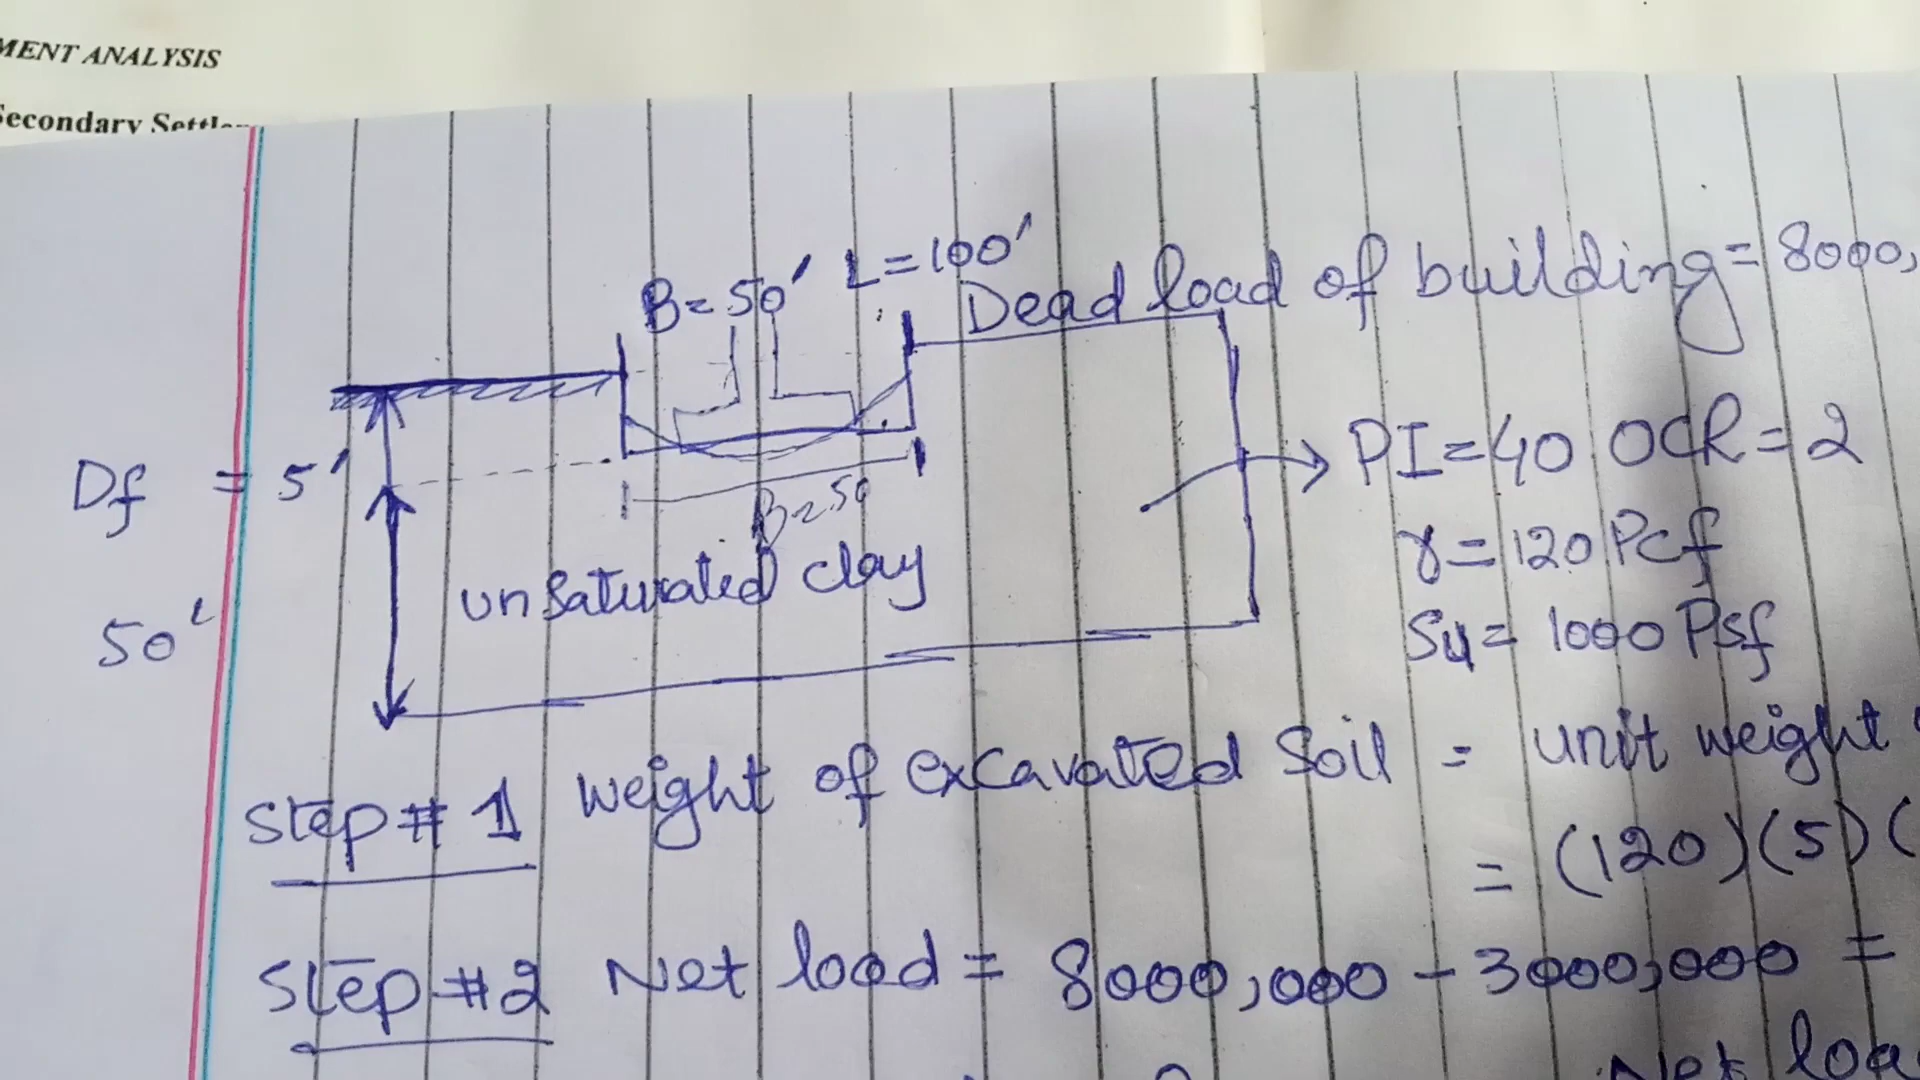 MENT ANALYSIS
Secondary
B=50' L=100'
Dead load of building = 8000,
Df = 5'
B=50
PI=40 OCR=2
γ=120 Pcf
Su= 1000 Psf
unsaturated clay
50'
Step # 1 weight of excavated Soil = unit weight
= (120)(5)(
Step #2 Net load = 8000,000 - 3000,000 =
Net loa